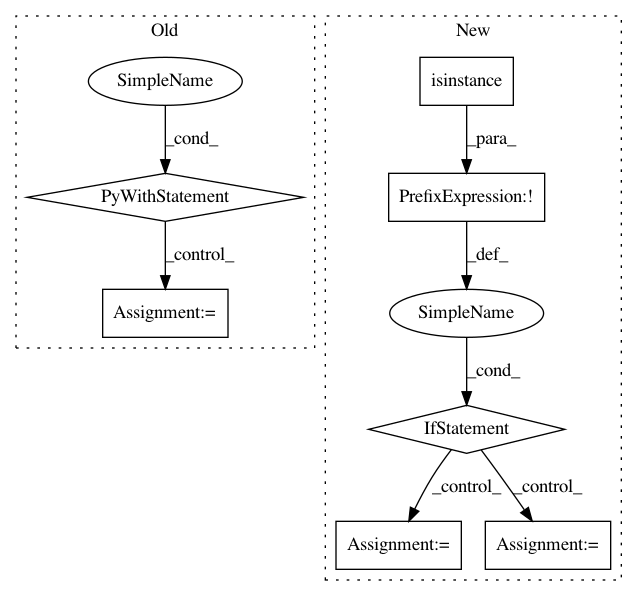 Old
SimpleName
_cond_
PyWithStatement
_control_
Assignment:=
New
isinstance
_para_
PrefixExpression:!
_def_
SimpleName
_cond_
IfStatement
_control_ _control_
Assignment:= Assignment:=